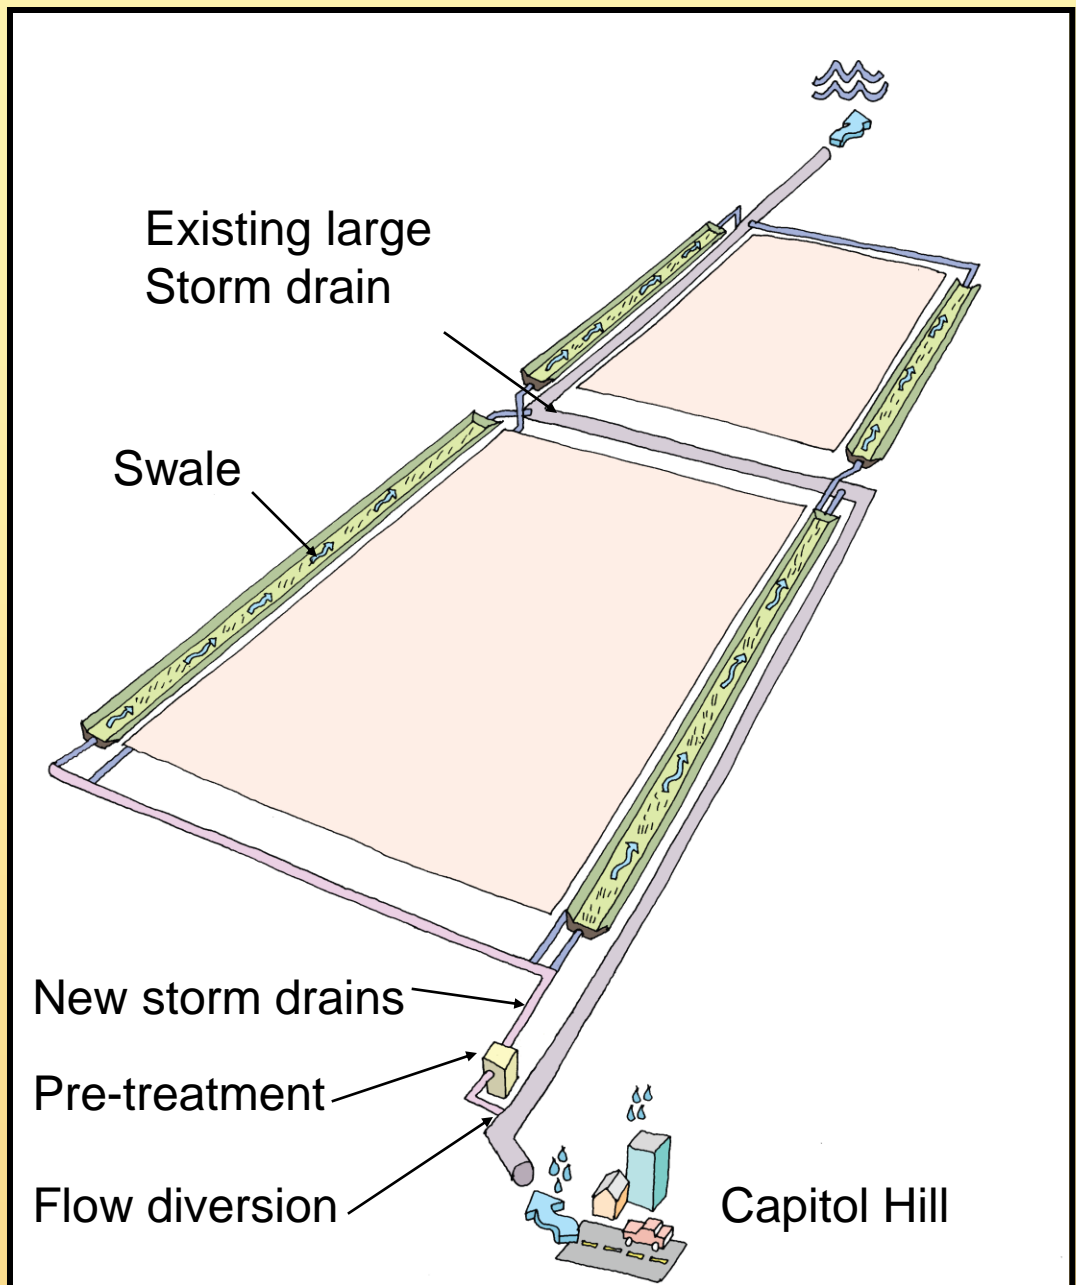 Existing large
Storm drain
Swale
New storm drains
Pre-treatment
Flow diversion
Capitol Hill